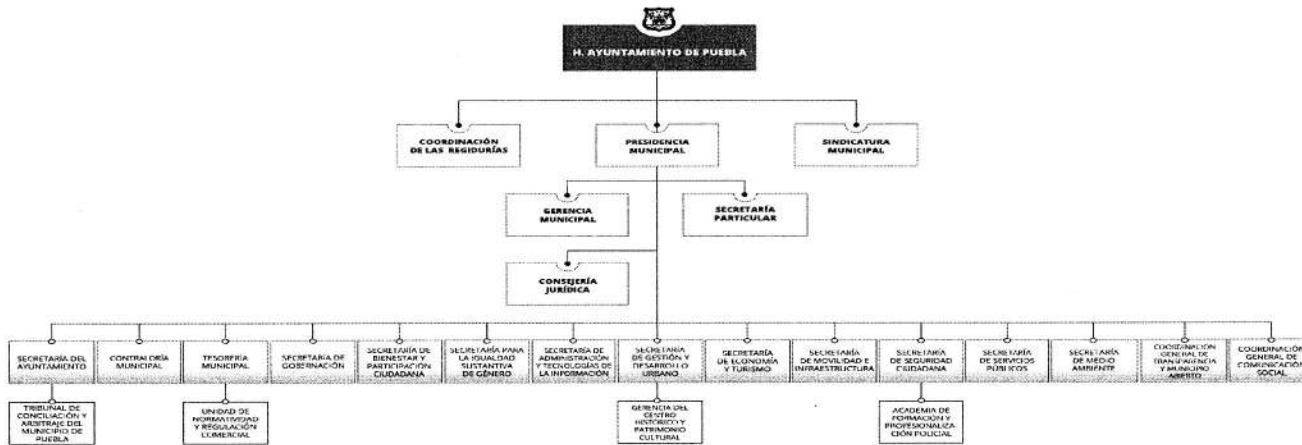 H. AYUNTAMIENTO DE PUEBLA
COORDINACIÓN
DE LAS REGIDURÍAS
PRESIDENCIA
MUNICIPAL
SINDICATURA
MUNICIPAL
GERENCIA
MUNICIPAL
SECRETARÍA
PARTICULAR
CONSEJERÍA
JURÍDICA
SECRETARÍA DEL
AYUNTAMIENTO
CONTRALORÍA
MUNICIPAL
TESORERÍA
MUNICIPAL
SECRETARÍA DE
GOBERNACIÓN
SECRETARÍA DE
BIENESTAR Y
PARTICIPACIÓN
CIUDADANA
SECRETARÍA PARA
LA IGUALDAD
SUSTANTIVA
DE GÉNERO
SECRETARÍA DE
ADMINISTRACIÓN
Y TECNOLOGÍAS DE
LA INFORMACIÓN
SECRETARÍA
DE GESTIÓN Y
DESARROLLO
URBANO
SECRETARÍA
DE ECONOMÍA
Y TURISMO
SECRETARÍA
DE MOVILIDAD E
INFRAESTRUCTURA
SECRETARÍA
DE SEGURIDAD
CIUDADANA
SECRETARÍA
DE SERVICIOS
PÚBLICOS
SECRETARÍA
DE MEDIO
AMBIENTE
COORDINACIÓN
GENERAL DE
TRANSPARENCIA
Y MUNICIPIO
ABIERTO
COORDINACIÓN
GENERAL DE
COMUNICACIÓN
SOCIAL
TRIBUNAL DE
CONCILIACIÓN Y
ARBITRAJE DEL
MUNICIPIO DE
PUEBLA
UNIDAD DE
NORMATIVIDAD
Y REGULACIÓN
COMERCIAL
GERENCIA DEL
CENTRO
HISTÓRICO Y
PATRIMONIO
CULTURAL
ACADEMIA DE
FORMACIÓN Y
PROFESIONALIZA-
CIÓN POLICIAL